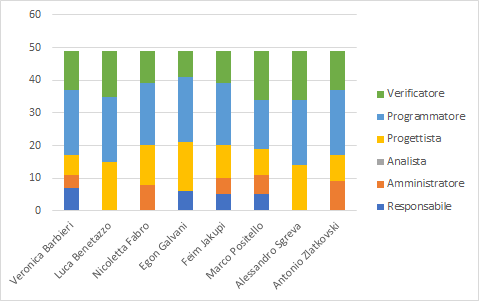 60
50
40
30
20
10
0
Veronica Barbieri
Luca Benetazzo
Nicoletta Fabro
Egon Galvani
Feim Jakupi
Marco Positello
Alessandro Sgreva
Antonio Zlatkovski
Verificatore
Programmatore
Progettista
Analista
Amministratore
Responsabile